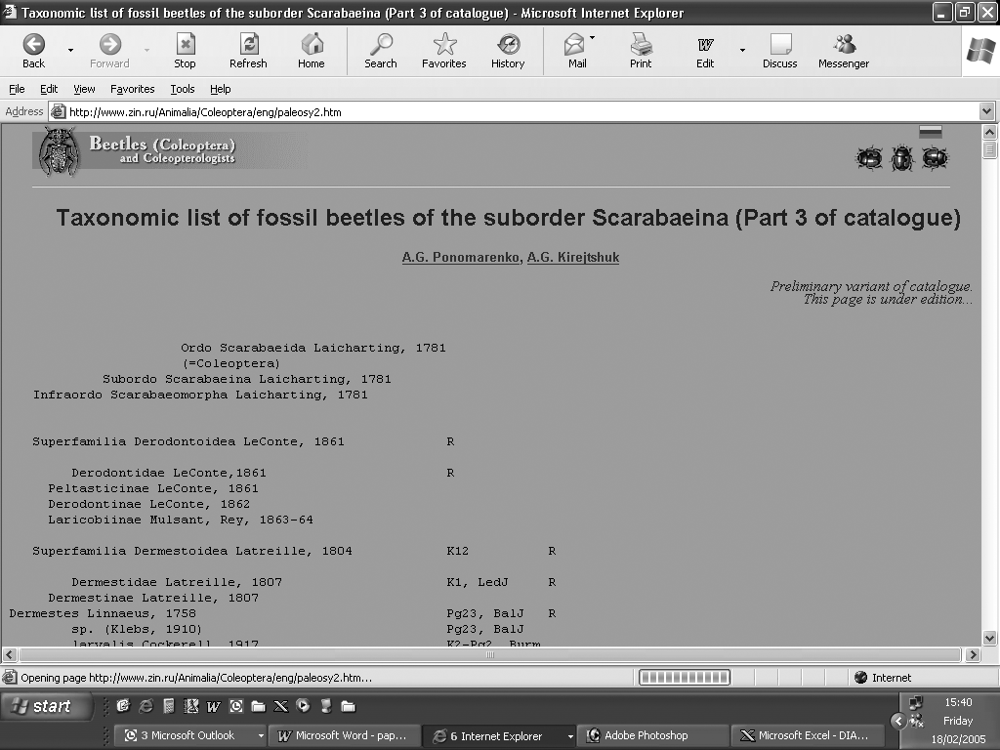 Taxonomic list of fossil beetles of the suborder Scarabaeina (Part 3 of catalogue) - Microsoft Internet Explorer
Back Forward Stop Refresh Home Search Favorites History Mail Print Edit Discuss Messenger
File Edit View Favorites Tools Help
Address http://www.zin.ru/Animalia/Coleoptera/eng/paleosy2.htm
Beetles (Coleoptera)
and Coleopterologists
Taxonomic list of fossil beetles of the suborder Scarabaeina (Part 3 of catalogue)
A.G. Ponomarenko, A.G. Kirejtshuk
Preliminary variant of catalogue.
This page is under edition...
Ordo Scarabaeida Laicharting, 1781
(=Coleoptera)
Subordo Scarabaeina Laicharting, 1781
Infraordo Scarabaeomorpha Laicharting, 1781
Superfamilia Derodontoidea LeConte, 1861 R
Derodontidae LeConte,1861 R
Peltasticinae LeConte, 1861
Derodontinae LeConte, 1862
Laricobiinae Mulsant, Rey, 1863-64
Superfamilia Dermestoidea Latreille, 1804 K12 R
Dermestidae Latreille, 1807 K1, LedJ R
Dermestinae Latreille, 1807
Dermestes Linnaeus, 1758 Pg23, BalJ R
sp. (Klebs, 1910) Pg23, BalJ
larvalis Cockerell, 1917 K2-Pg2, Burm
Opening page http://www.zin.ru/Animalia/Coleoptera/eng/paleosy2.htm... Internet
start 15:40
Friday
18/02/2005
3 Microsoft Outlook Microsoft Word - pap... 6 Internet Explorer Adobe Photoshop Microsoft Excel - DIA...